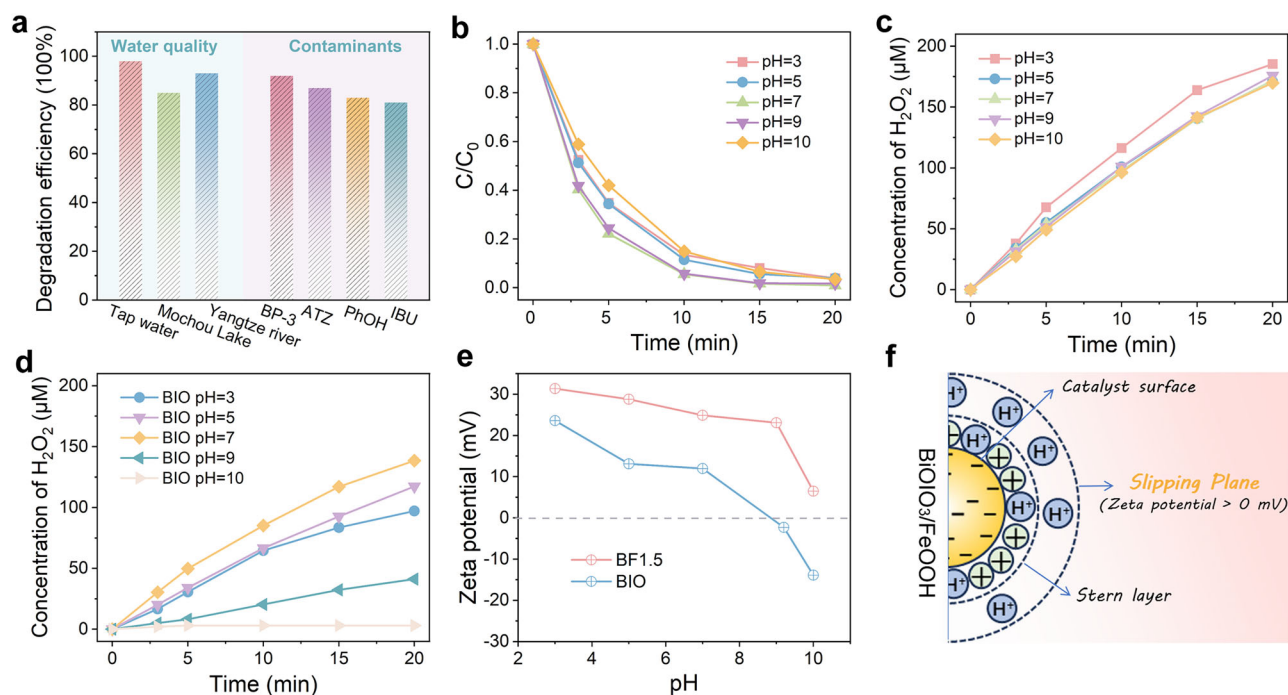 a
Water quality
Contaminants
Degradation efficiency (100%)
100
80
60
40
20
0
Tap water
Mochou Lake
Yangtze river
BP-3
ATZ
PhOH
IBU
b
C/C0
1.0
0.8
0.6
0.4
0.2
0.0
pH=3
pH=5
pH=7
pH=9
pH=10
0 5 10 15 20
Time (min)
c
Concentration of H2O2 (μM)
200
150
100
50
0
pH=3
pH=5
pH=7
pH=9
pH=10
0 5 10 15 20
Time (min)
d
Concentration of H2O2 (μM)
200
150
100
50
0
BIO pH=3
BIO pH=5
BIO pH=7
BIO pH=9
BIO pH=10
0 5 10 15 20
Time (min)
e
Zeta potential (mV)
30
20
10
0
-10
-20
-30
BF1.5
BIO
2 4 6 8 10
pH
f
BiOIO3/FeOOH
Catalyst surface
Slipping Plane
(Zeta potential > 0 mV)
Stern layer
H+
H+
H+
H+
H+
H+
H+
H+
H+